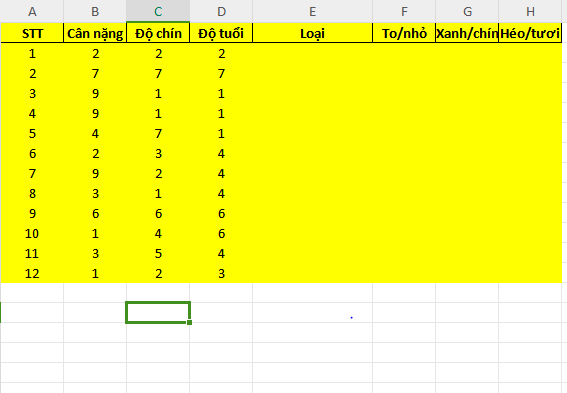 A B C D E F G H
STT Cân nặng Độ chín Độ tuổi Loại To/nhỏ Xanh/chín Héo/tươi
1 2 2 2
2 7 7 7
3 9 1 1
4 9 1 1
5 4 7 1
6 2 3 4
7 9 2 4
8 3 1 4
9 6 6 6
10 1 4 6
11 3 5 4
12 1 2 3
.